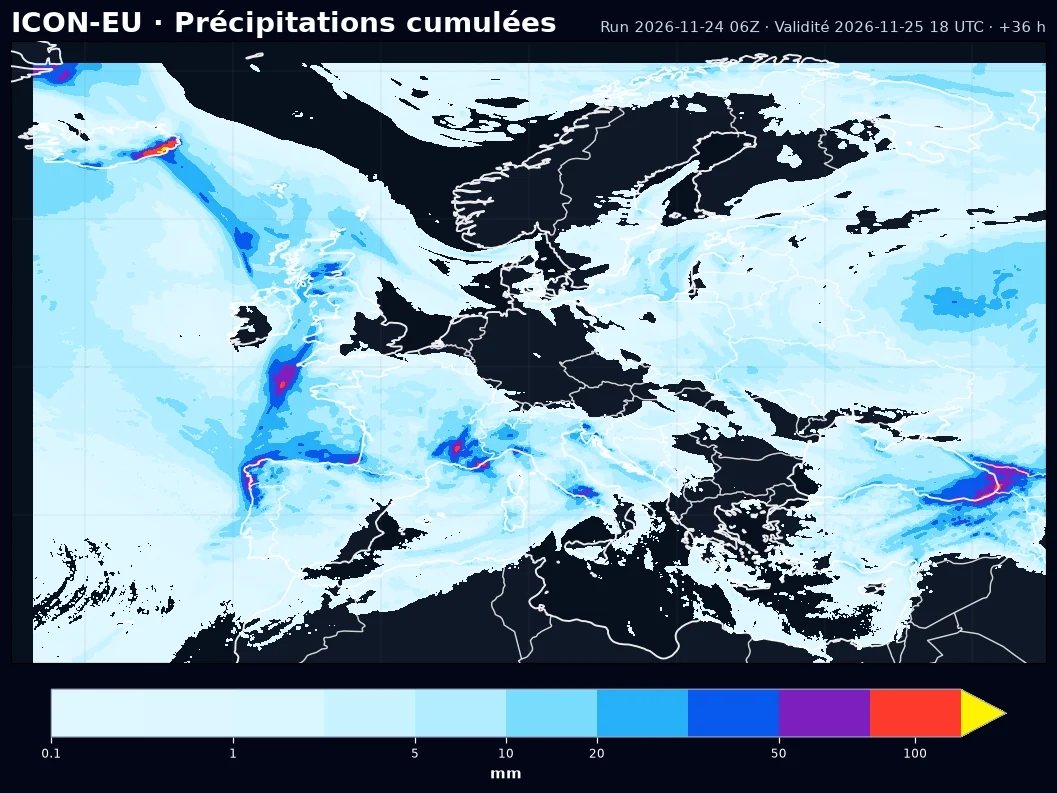 ICON-EU · Précipitations cumulées
Run 2026-11-24 06Z · Validité 2026-11-25 18 UTC · +36 h
0.1 1 5 10 20 50 100
mm